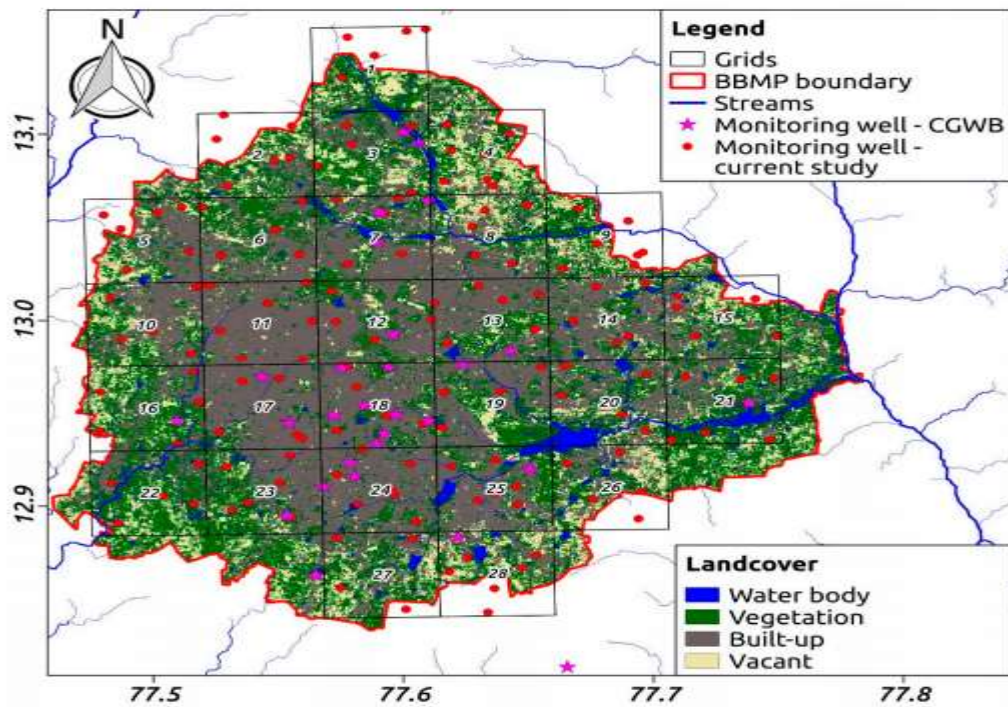 N
Legend
Grids
BBMP boundary
Streams
Monitoring well - CGWB
Monitoring well -
current study
13.1
13.0
12.9
1
2
3
4
5
6
7
8
9
10
11
12
13
14
15
16
17
18
19
20
21
22
23
24
25
26
27
28
Landcover
Water body
Vegetation
Built-up
Vacant
77.5
77.6
77.7
77.8